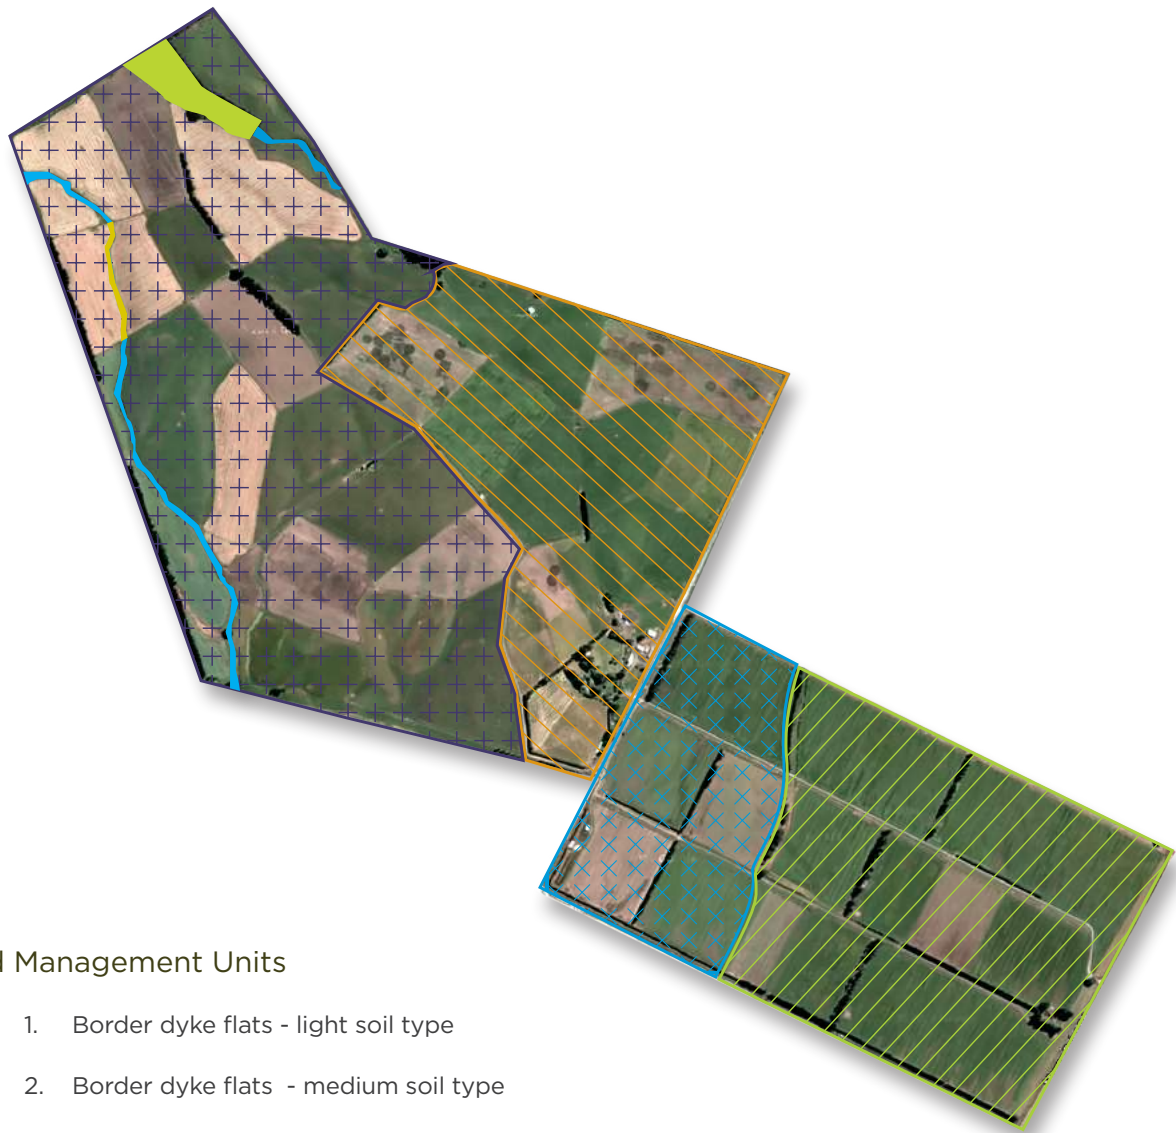 Management Units
1. Border dyke flats - light soil type
2. Border dyke flats - medium soil type